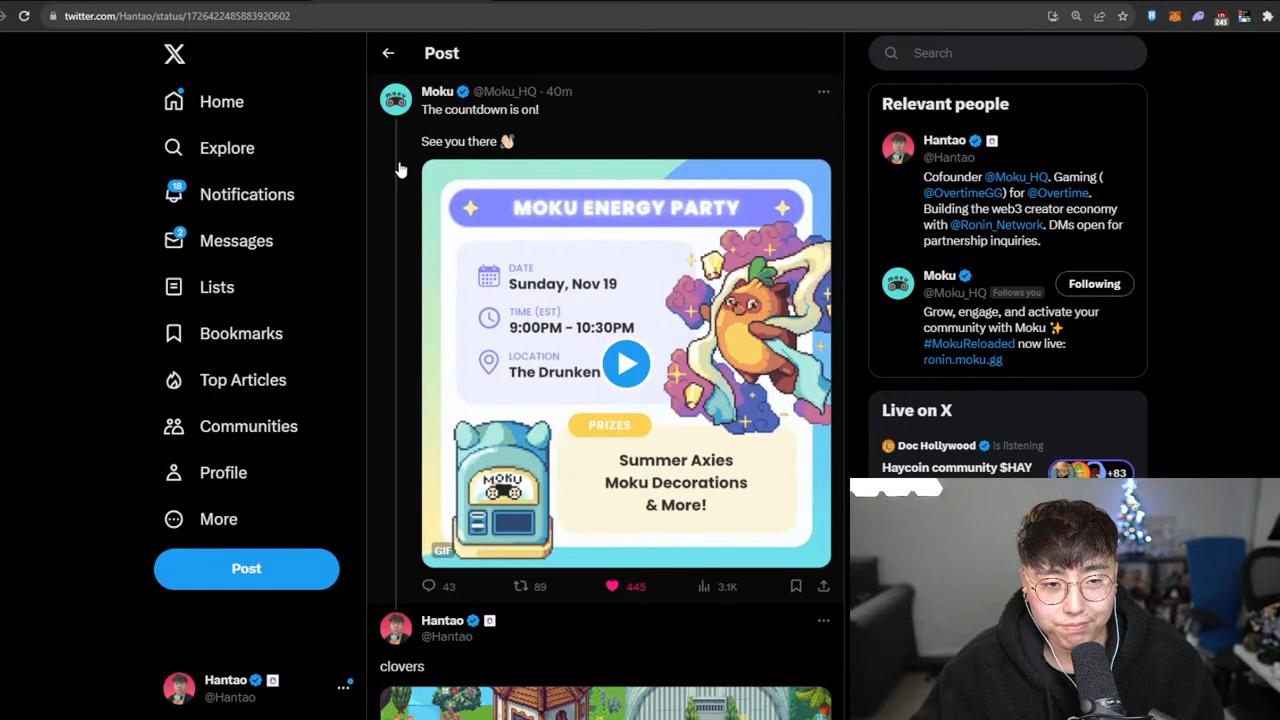 twitter.com/Hantao/status/1726422485883920602
243
Home
Explore
18
Notifications
2
Messages
Lists
Bookmarks
Top Articles
Communities
Profile
More
Post
Hantao
@Hantao
Post
Moku @Moku_HQ · 40m
The countdown is on!
See you there 👋🏻
MOKU ENERGY PARTY
DATE
Sunday, Nov 19
TIME (EST)
9:00PM - 10:30PM
LOCATION
The Drunken
PRIZES
Summer Axies
Moku Decorations
& More!
MOKU
GIF
43
89
445
3.1K
Hantao
@Hantao
clovers
Search
Relevant people
Hantao
@Hantao
Cofounder @Moku_HQ. Gaming (
@OvertimeGG) for @Overtime.
Building the web3 creator economy
with @Ronin_Network. DMs open for
partnership inquiries.
Moku
@Moku_HQ Follows you
Following
Grow, engage, and activate your
community with Moku ✨
#MokuReloaded now live:
ronin.moku.gg
Live on X
Doc Hollywood is listening
Haycoin community $HAY
+83